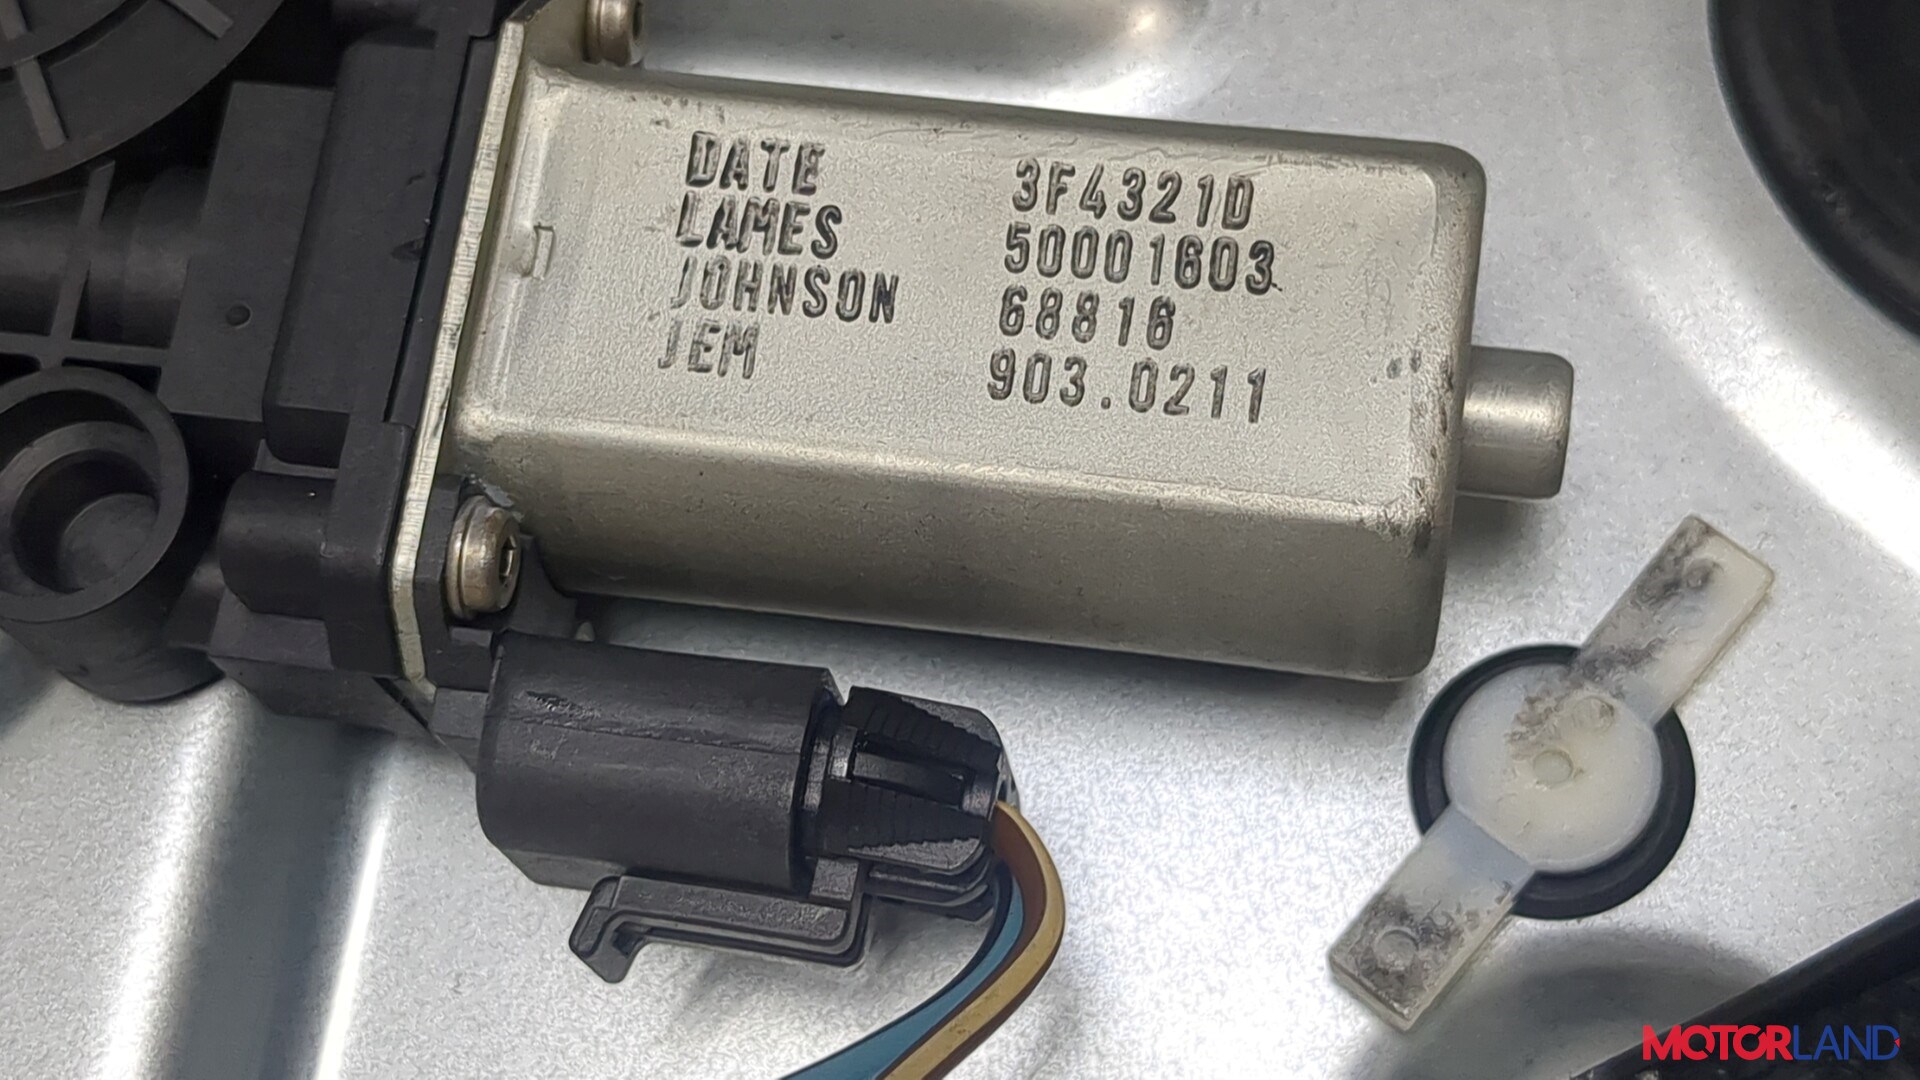 DATE 3F4321D
LAMES 50001603
JOHNSON 68816
JEM 903.0211
MOTORLAND